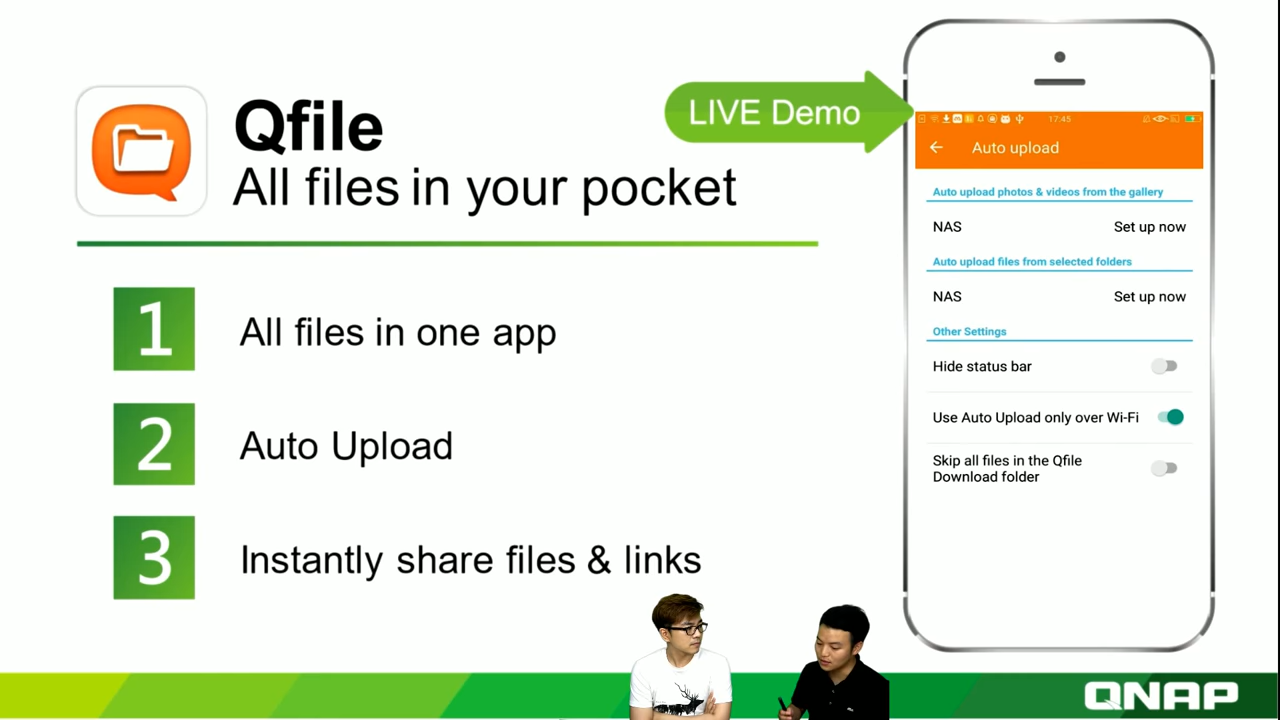 Qfile
All files in your pocket
LIVE Demo
1
All files in one app
2
Auto Upload
3
Instantly share files & links
17:45
Auto upload
Auto upload photos & videos from the gallery
NAS
Set up now
Auto upload files from selected folders
NAS
Set up now
Other Settings
Hide status bar
Use Auto Upload only over Wi-Fi
Skip all files in the Qfile
Download folder
QNAP